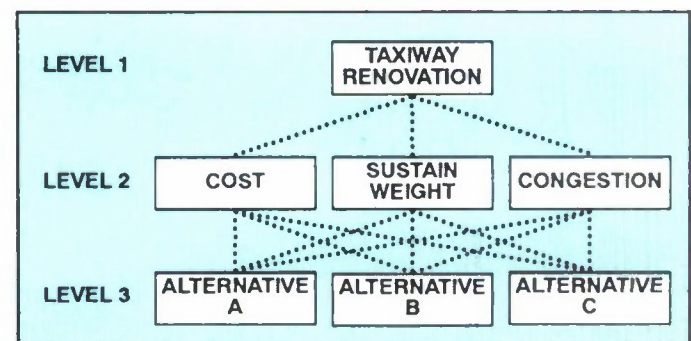 LEVEL 1
TAXIWAY
RENOVATION
LEVEL 2
COST
SUSTAIN
WEIGHT
CONGESTION
LEVEL 3
ALTERNATIVE
A
ALTERNATIVE
B
ALTERNATIVE
C